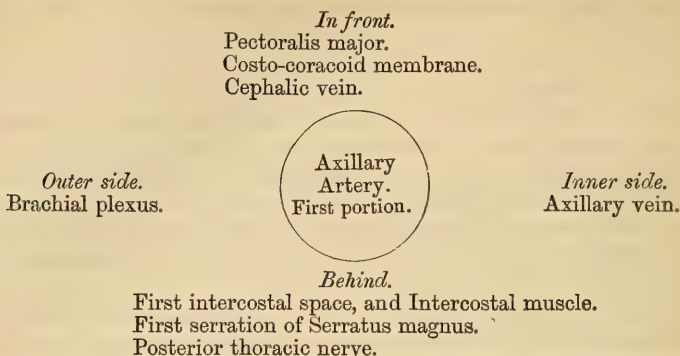 In front.
Pectoralis major.
Costo-coracoid membrane.
Cephalic vein.
Outer side.
Brachial plexus.
Axillary
Artery.
First portion.
Inner side.
Axillary vein.
Behind.
First intercostal space, and Intercostal muscle.
First serration of Serratus magnus.
Posterior thoracic nerve.